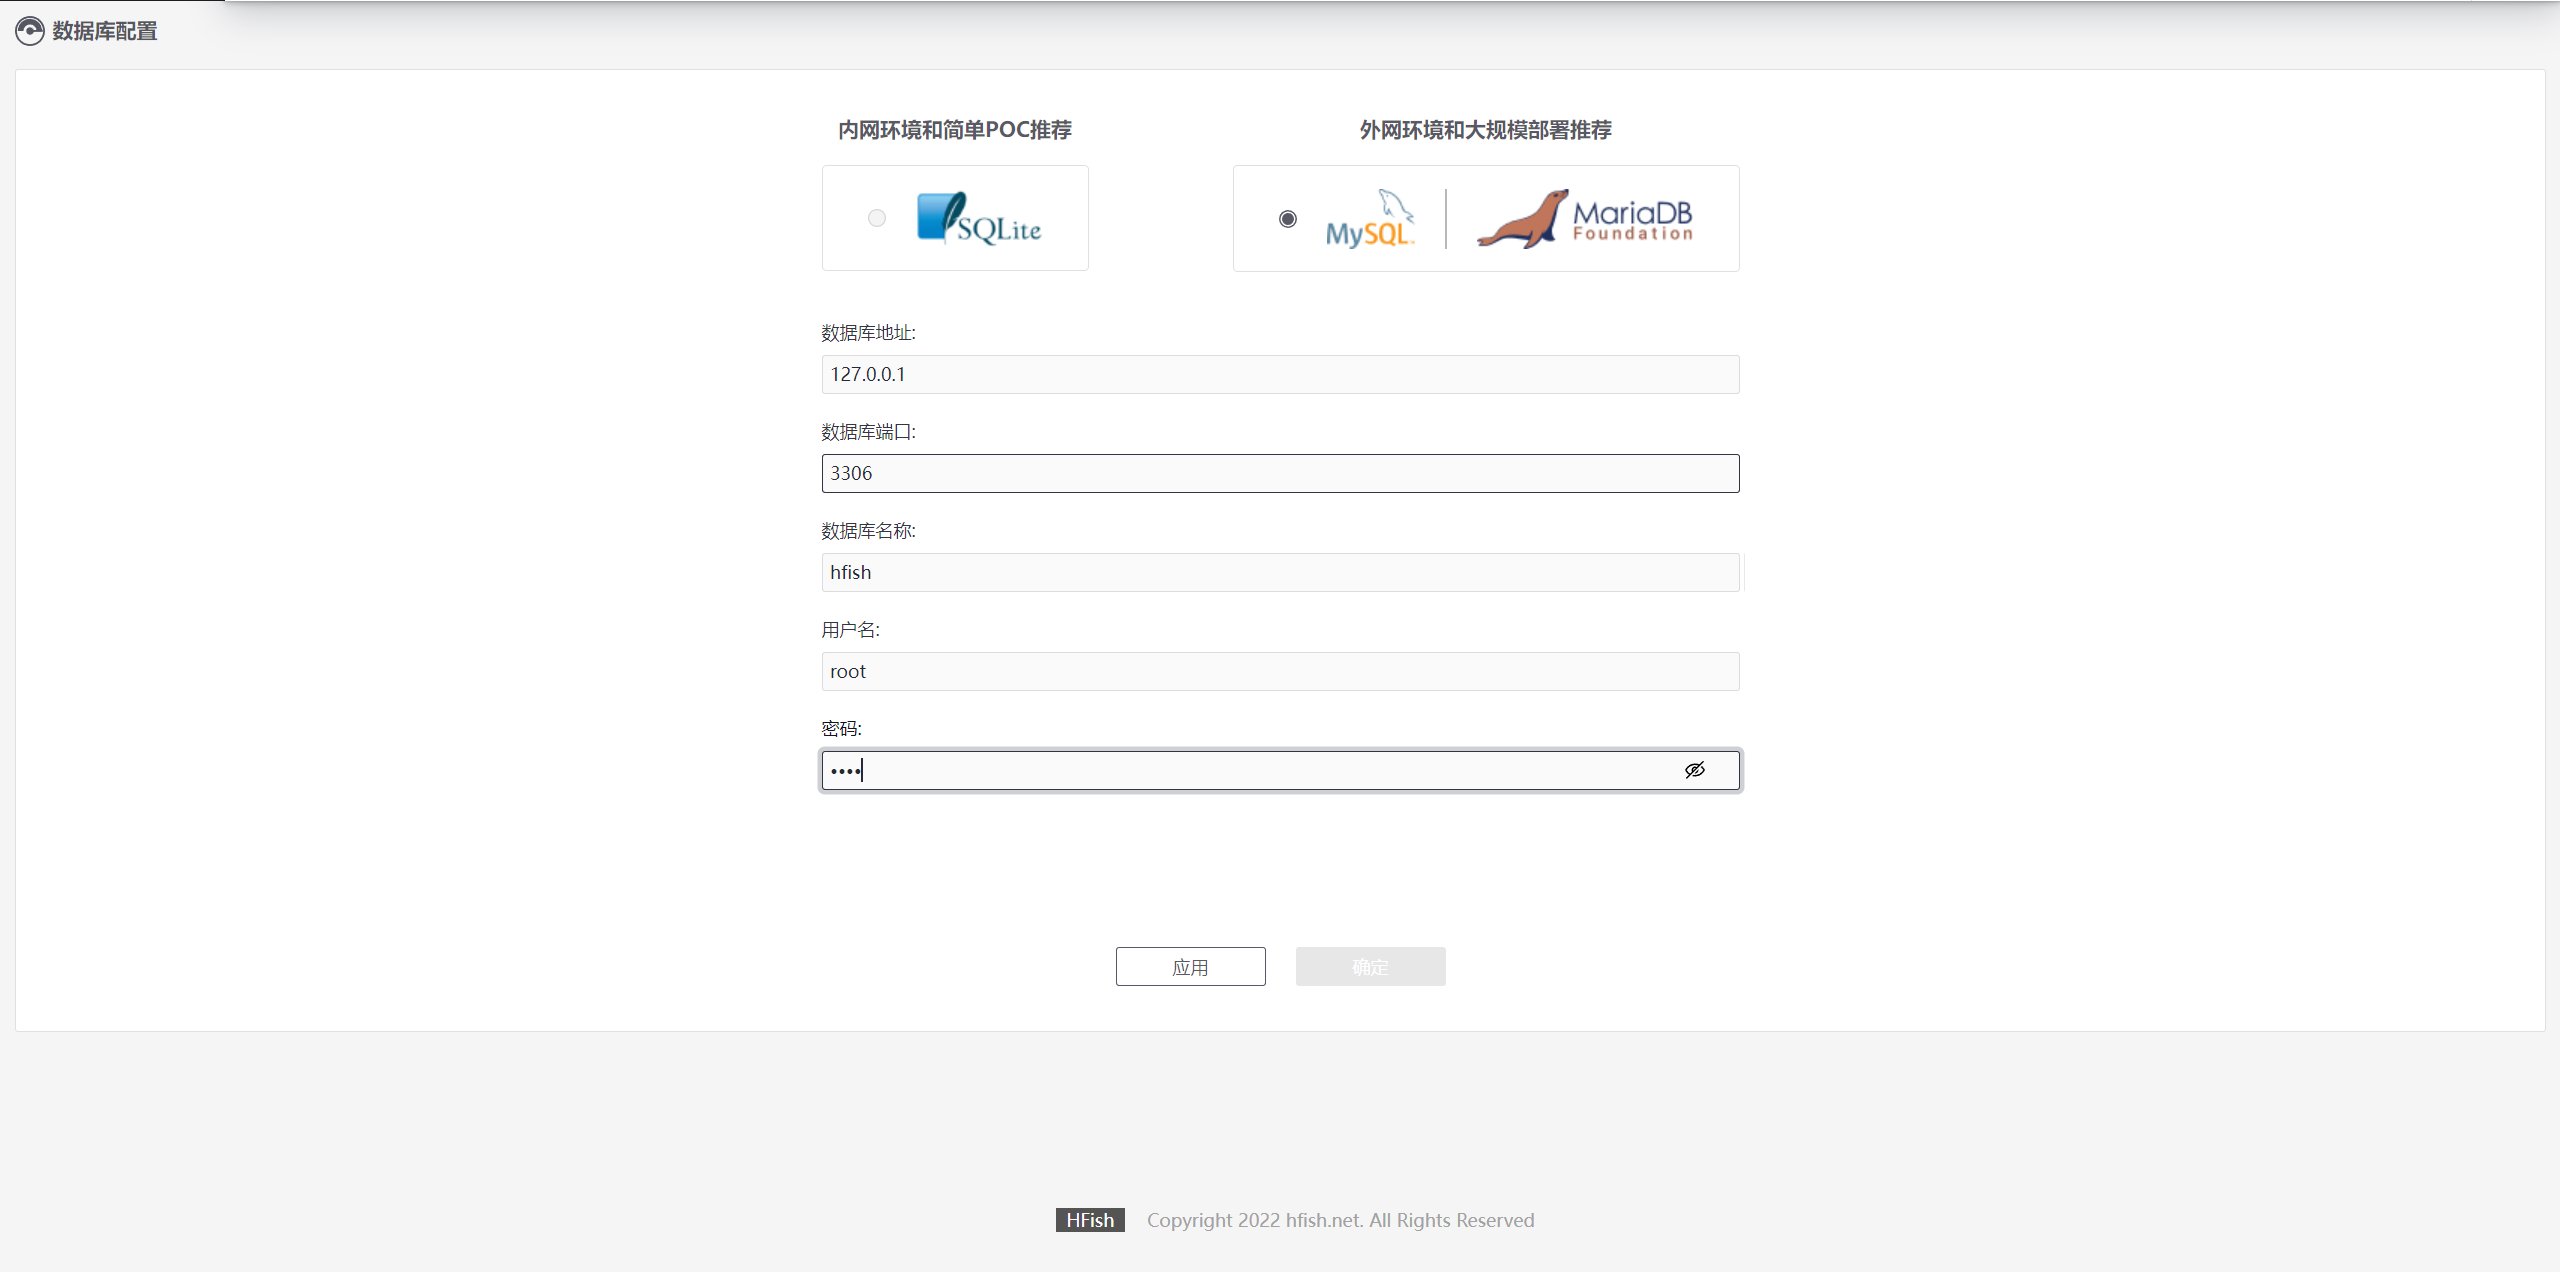 数据库配置
内网环境和简单POC推荐
外网环境和大规模部署推荐
SQLite
MySQL
MariaDB
Foundation
数据库地址:
127.0.0.1
数据库端口:
3306
数据库名称:
hfish
用户名:
root
密码:
••••
应用
确定
HFish Copyright 2022 hfish.net. All Rights Reserved